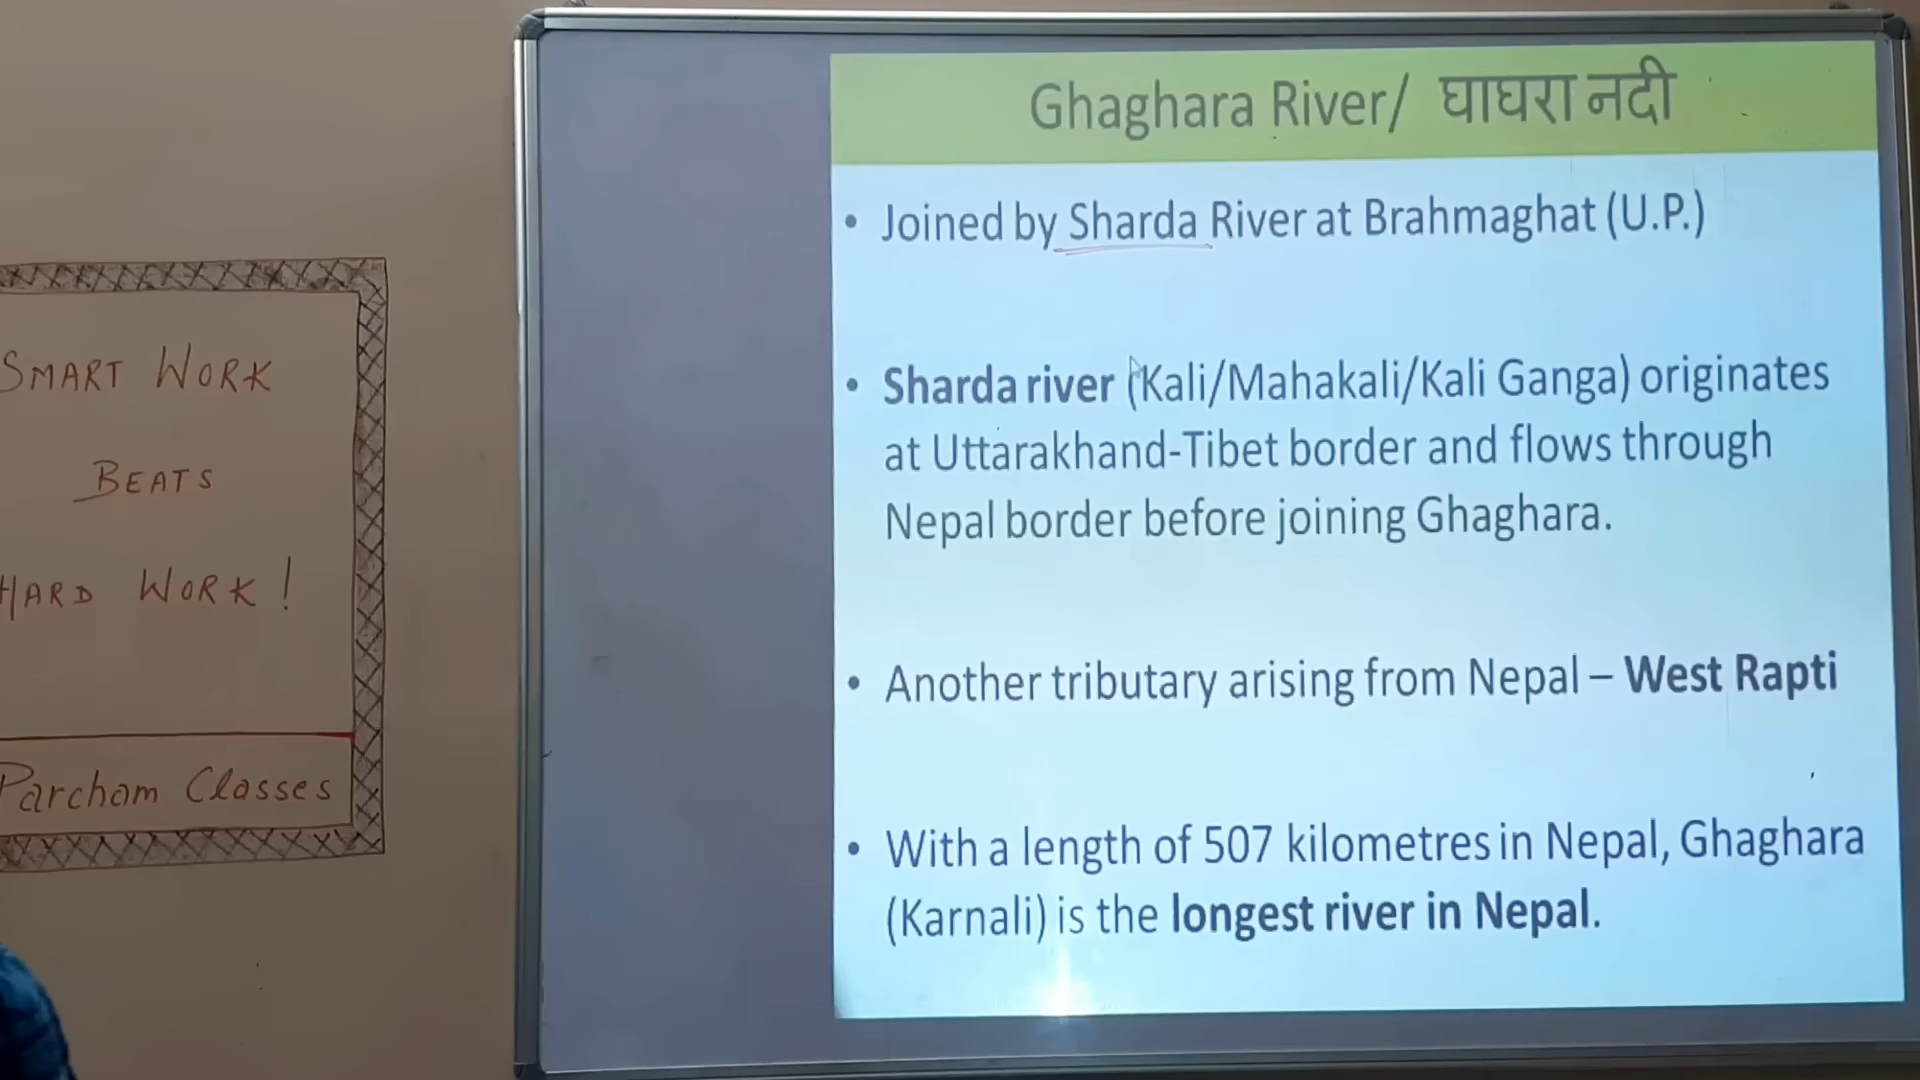 SMART WORK
BEATS
HARD WORK!
Parcham Classes
Ghaghara River/ घाघरा नदी
• Joined by Sharda River at Brahmaghat (U.P.)
• Sharda river (Kali/Mahakali/Kali Ganga) originates
at Uttarakhand-Tibet border and flows through
Nepal border before joining Ghaghara.
• Another tributary arising from Nepal – West Rapti
• With a length of 507 kilometres in Nepal, Ghaghara
(Karnali) is the longest river in Nepal.